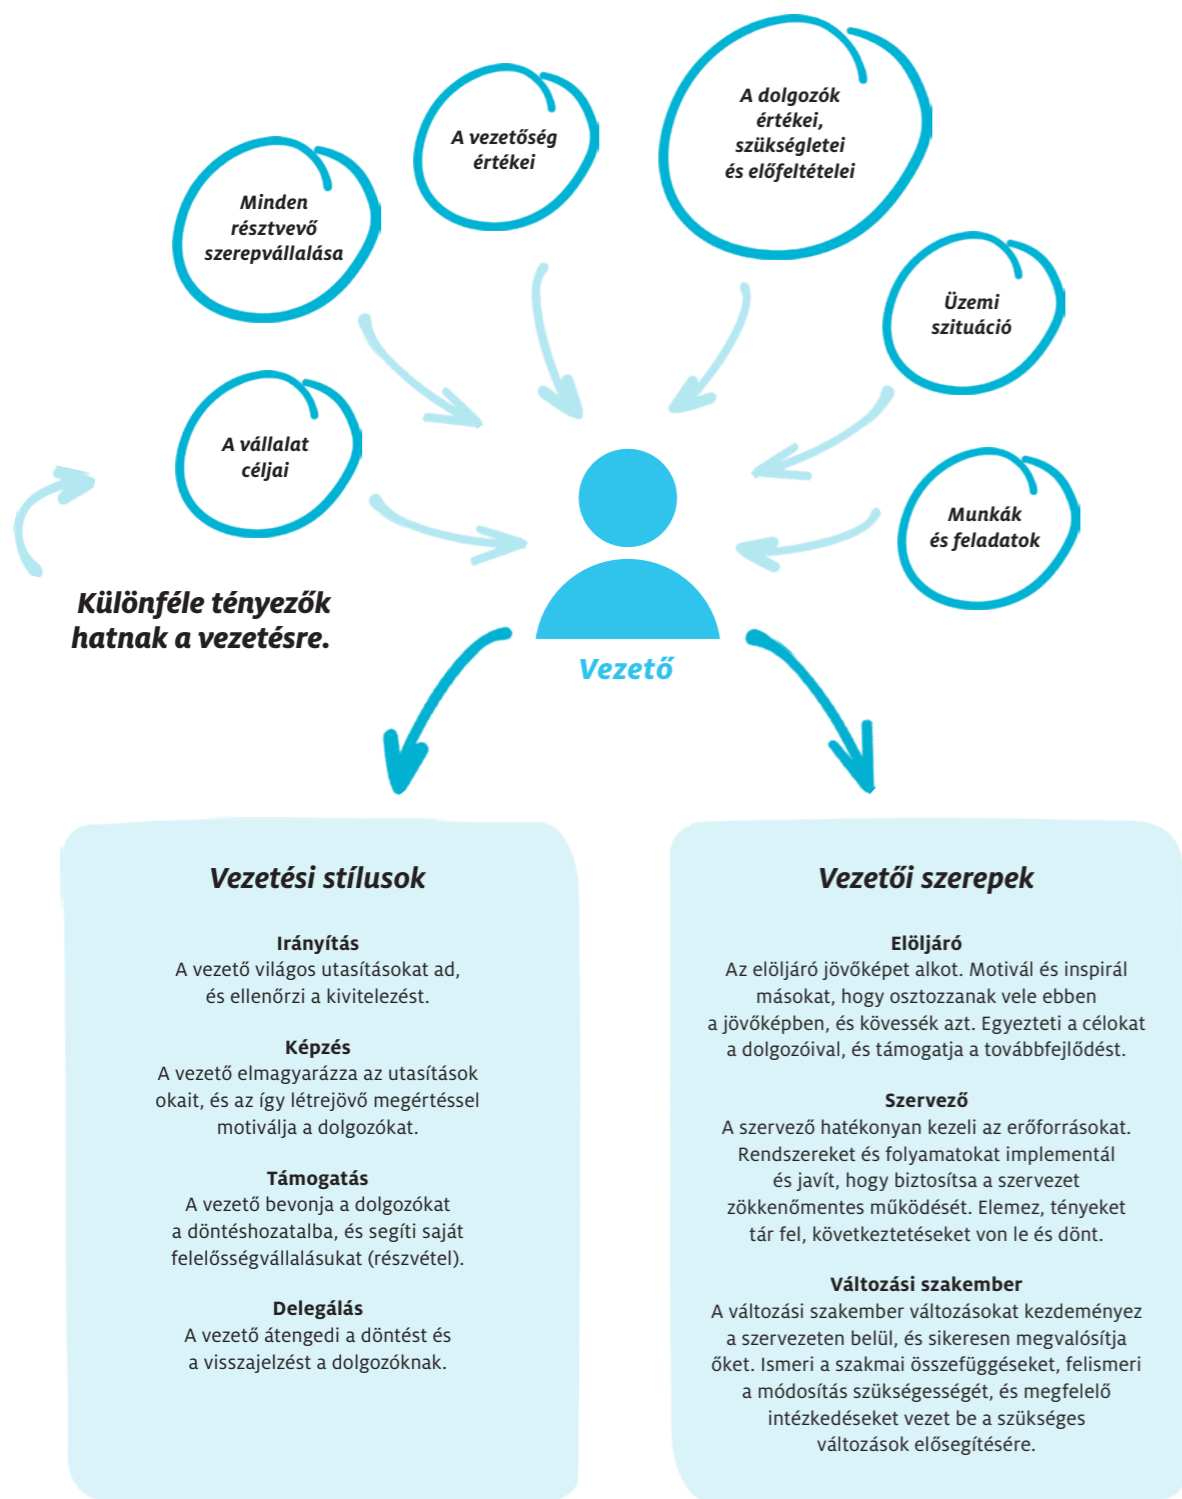 A dolgozók
értékei,
szükségletei
és előfeltételei
A vezetőség
értékei
Minden
résztvevő
szerepvállalása
Üzemi
szituáció
A vállalat
céljai
Munkák
és feladatok
Különféle tényezők
hatnak a vezetésre.
Vezető
Vezetési stílusok
Irányítás
A vezető világos utasításokat ad,
és ellenőrzi a kivitelezést.
Képzés
A vezető elmagyarázza az utasítások
okait, és az így létrejövő megértéssel
motiválja a dolgozókat.
Támogatás
A vezető bevonja a dolgozókat
a döntéshozatalba, és segíti saját
felelősségvállalásukat (részvétel).
Delegálás
A vezető átengedi a döntést és
a visszajelzést a dolgozóknak.
Vezetői szerepek
Elöljáró
Az elöljáró jövőképet alkot. Motivál és inspirál
másokat, hogy osztozzanak vele ebben
a jövőképben, és kövessék azt. Egyezteti a célokat
a dolgozóival, és támogatja a továbbfejlődést.
Szervező
A szervező hatékonyan kezeli az erőforrásokat.
Rendszereket és folyamatokat implementál
és javít, hogy biztosítsa a szervezet
zökkenőmentes működését. Elemez, tényeket
tár fel, következtetéseket von le és dönt.
Változási szakember
A változási szakember változásokat kezdeményez
a szervezeten belül, és sikeresen megvalósítja
őket. Ismeri a szakmai összefüggéseket, felismeri
a módosítás szükségességét, és megfelelő
intézkedéseket vezet be a szükséges
változások elősegítésére.